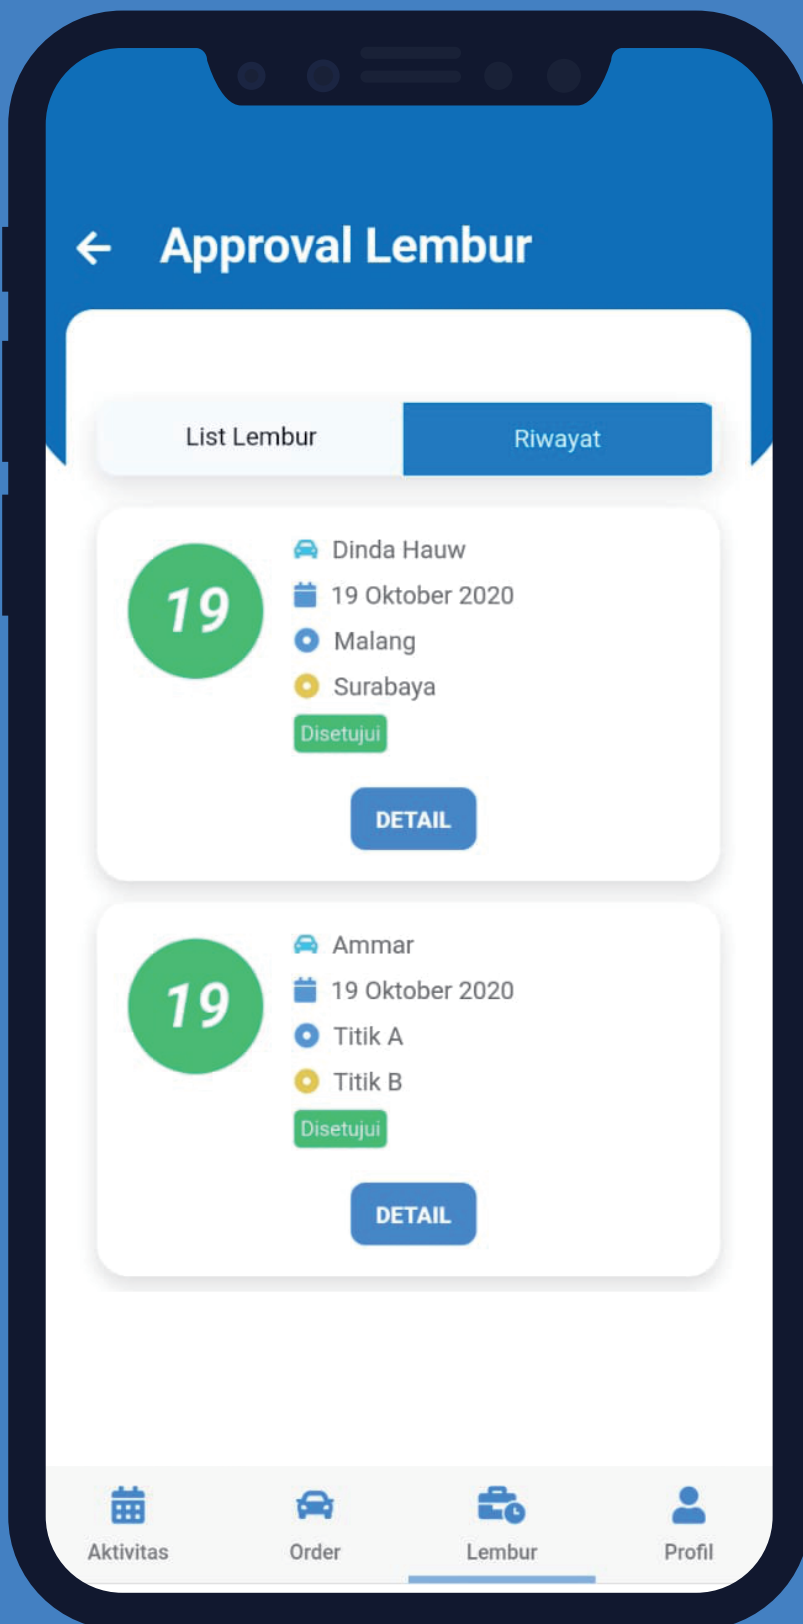 Approval Lembur
List Lembur
Riwayat
19
Dinda Hauw
19 Oktober 2020
Malang
Surabaya
Disetujui
DETAIL
19
Ammar
19 Oktober 2020
Titik A
Titik B
Disetujui
DETAIL
Aktivitas
Order
Lembur
Profil